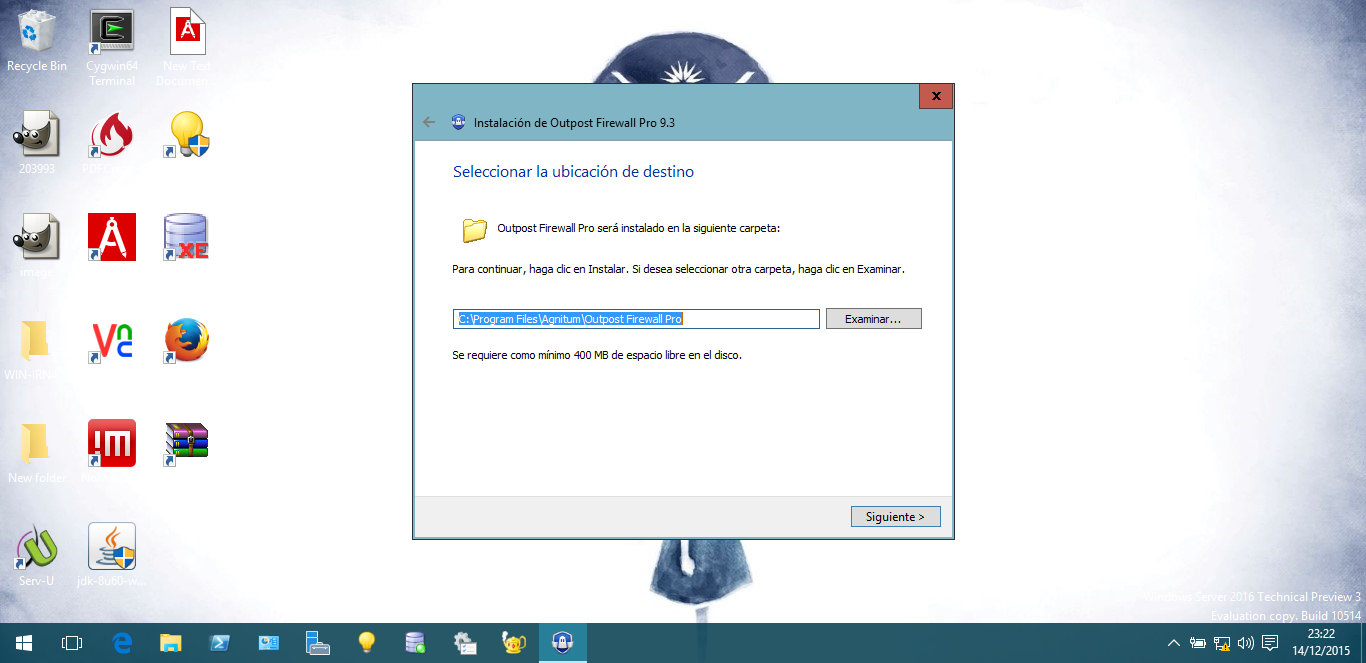 Recycle Bin
Cygwin64
Terminal
New Text
Documen...
203993
image
WIN-iRN
New folder
Serv-U
jdk-8u60-w...
XE
Instalación de Outpost Firewall Pro 9.3
Seleccionar la ubicación de destino
Outpost Firewall Pro será instalado en la siguiente carpeta:
Para continuar, haga clic en Instalar. Si desea seleccionar otra carpeta, haga clic en Examinar.
C:\Program Files\Agnitum\Outpost Firewall Pro
Examinar...
Se requiere como mínimo 400 MB de espacio libre en el disco.
Siguiente >
Windows Server 2016 Technical Preview 3
Evaluation copy. Build 10514
23:22
14/12/2015